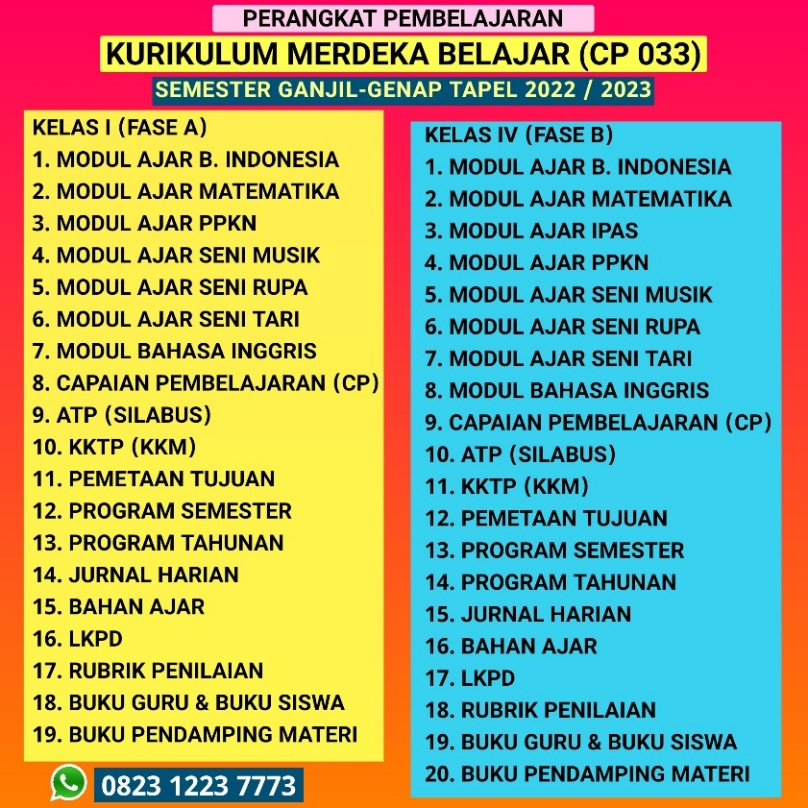 PERANGKAT PEMBELAJARAN
KURIKULUM MERDEKA BELAJAR (CP 033)
SEMESTER GANJIL-GENAP TAPEL 2022 / 2023
KELAS I (FASE A)
1. MODUL AJAR B. INDONESIA
2. MODUL AJAR MATEMATIKA
3. MODUL AJAR PPKN
4. MODUL AJAR SENI MUSIK
5. MODUL AJAR SENI RUPA
6. MODUL AJAR SENI TARI
7. MODUL BAHASA INGGRIS
8. CAPAIAN PEMBELAJARAN (CP)
9. ATP (SILABUS)
10. KKTP (KKM)
11. PEMETAAN TUJUAN
12. PROGRAM SEMESTER
13. PROGRAM TAHUNAN
14. JURNAL HARIAN
15. BAHAN AJAR
16. LKPD
17. RUBRIK PENILAIAN
18. BUKU GURU & BUKU SISWA
19. BUKU PENDAMPING MATERI
KELAS IV (FASE B)
1. MODUL AJAR B. INDONESIA
2. MODUL AJAR MATEMATIKA
3. MODUL AJAR IPAS
4. MODUL AJAR PPKN
5. MODUL AJAR SENI MUSIK
6. MODUL AJAR SENI RUPA
7. MODUL AJAR SENI TARI
8. MODUL BAHASA INGGRIS
9. CAPAIAN PEMBELAJARAN (CP)
10. ATP (SILABUS)
11. KKTP (KKM)
12. PEMETAAN TUJUAN
13. PROGRAM SEMESTER
14. PROGRAM TAHUNAN
15. JURNAL HARIAN
16. BAHAN AJAR
17. LKPD
18. RUBRIK PENILAIAN
19. BUKU GURU & BUKU SISWA
20. BUKU PENDAMPING MATERI
0823 1223 7773